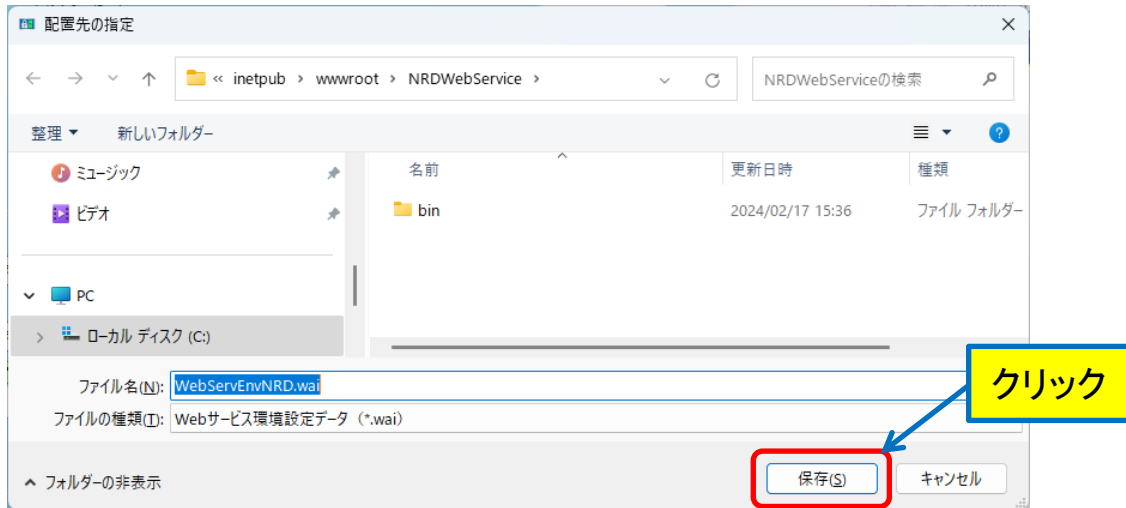 配置先の指定
« inetpub › wwwroot › NRDWebService ›
NRDWebServiceの検索
整理 新しいフォルダー
名前 更新日時 種類
ミュージック
ビデオ
bin 2024/02/17 15:36 ファイル フォルダー
PC
ローカル ディスク (C:)
ファイル名(N): WebServEnvNRD.wai
ファイルの種類(T): Webサービス環境設定データ (*.wai)
クリック
フォルダーの非表示
保存(S) キャンセル